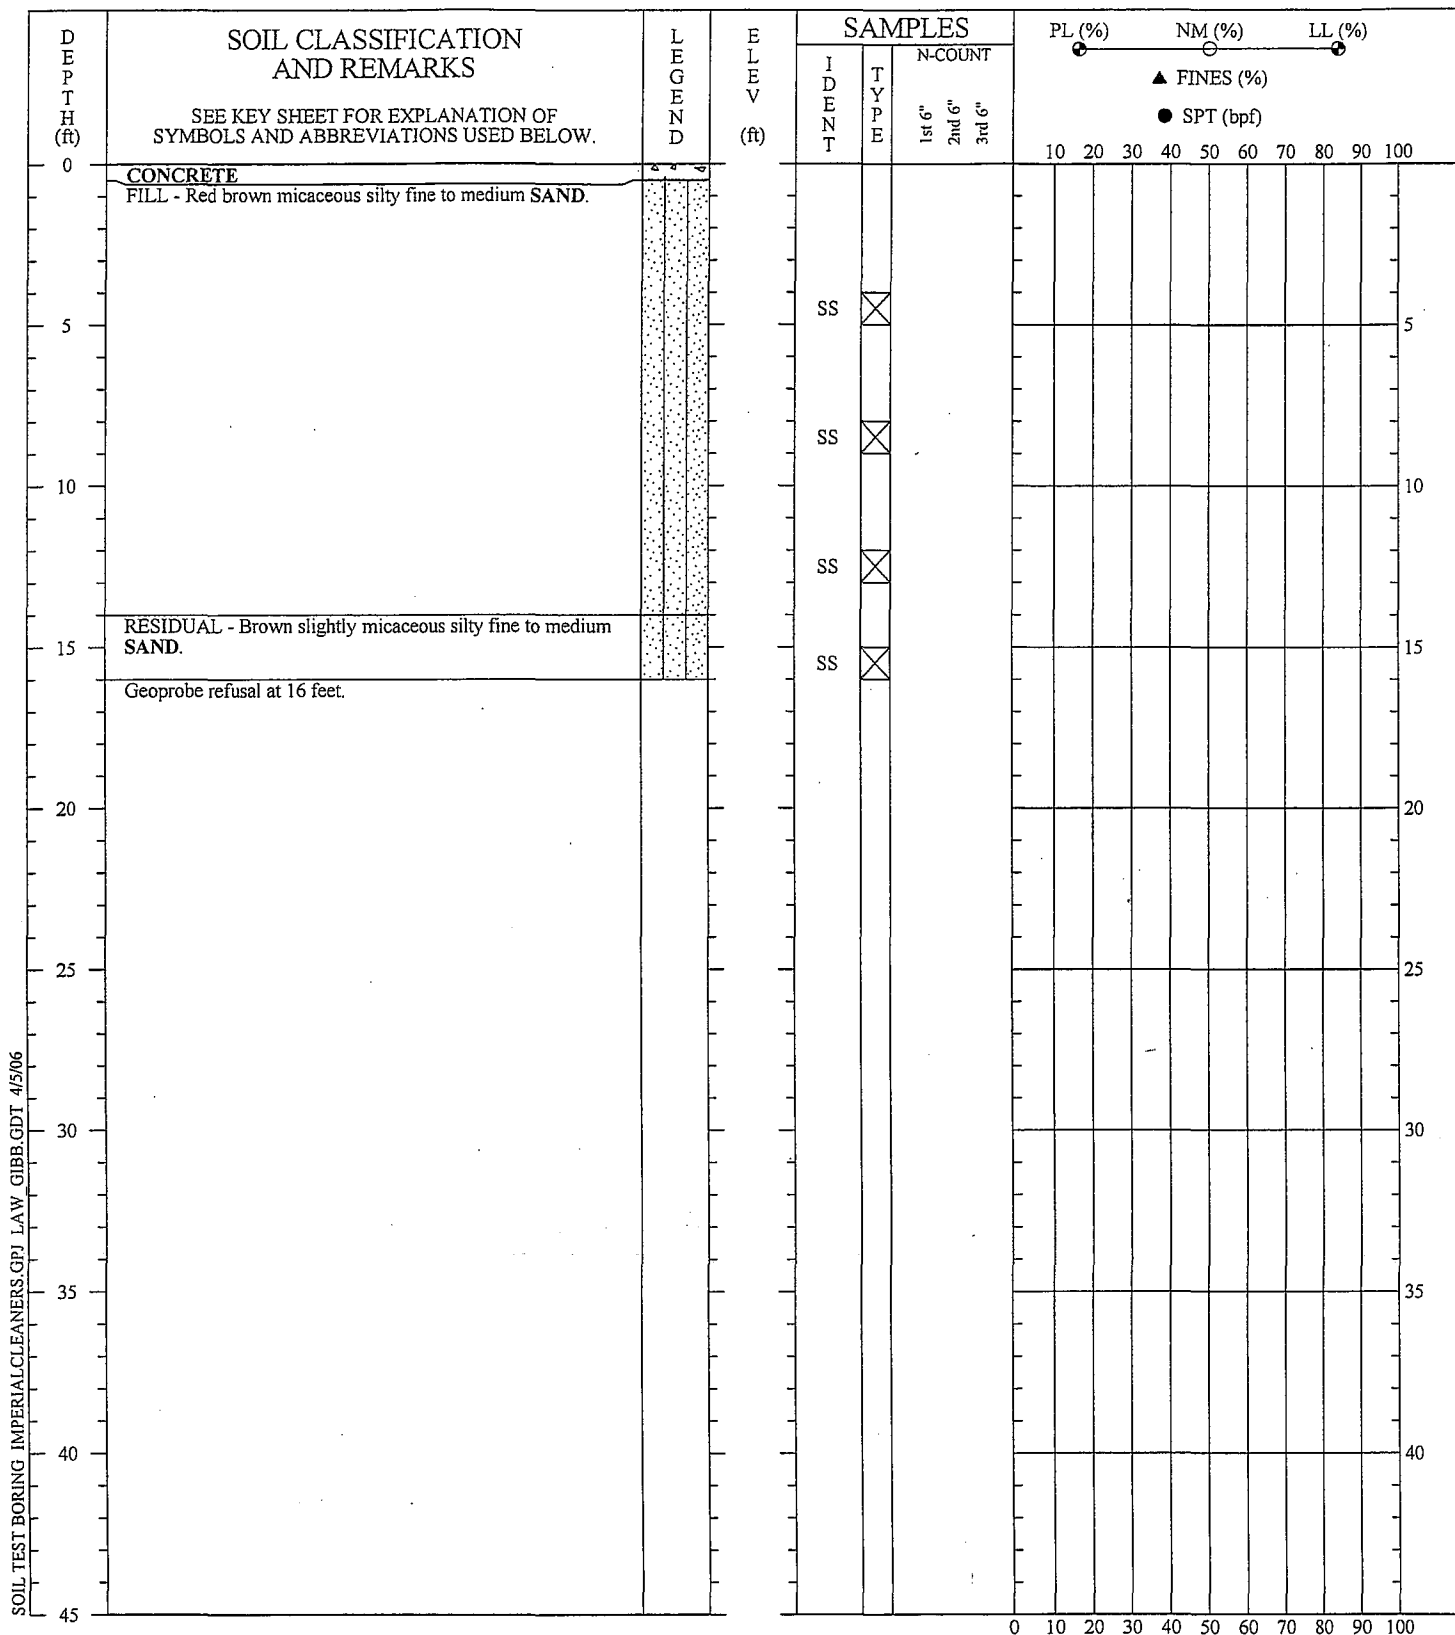 DEPTH (ft)
SOIL CLASSIFICATION
AND REMARKS
SEE KEY SHEET FOR EXPLANATION OF
SYMBOLS AND ABBREVIATIONS USED BELOW.
LEGEND
ELEV (ft)
SAMPLES
IDENT
TYPE
N-COUNT
1st 6"
2nd 6"
3rd 6"
PL (%) NM (%) LL (%)
▲ FINES (%)
● SPT (bpf)
10 20 30 40 50 60 70 80 90 100
0
CONCRETE
FILL - Red brown micaceous silty fine to medium SAND.
SS
5 5
SS
10 10
SS
RESIDUAL - Brown slightly micaceous silty fine to medium
SAND.
15 SS 15
Geoprobe refusal at 16 feet.
20 20
25 25
30 30
35 35
40 40
45
0 10 20 30 40 50 60 70 80 90 100
SOIL TEST BORING IMPERIALCLEANERS.GPJ LAW_GIBB.GDT 4/5/06